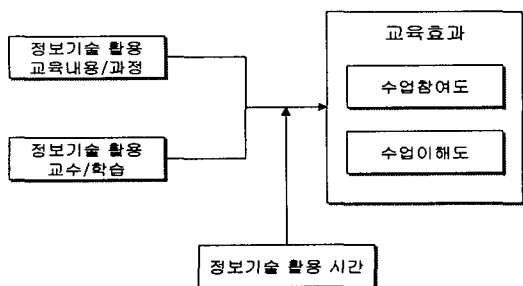 정보기술 활용
교육내용/과정
정보기술 활용
교수/학습
교육효과
수업참여도
수업이해도
정보기술 활용 시간